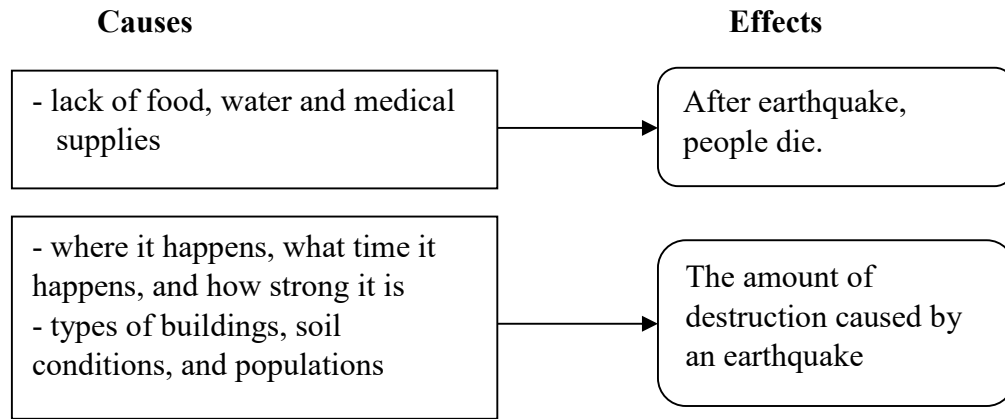 Causes
Effects
- lack of food, water and medical
supplies
After earthquake,
people die.
- where it happens, what time it
happens, and how strong it is
- types of buildings, soil
conditions, and populations
The amount of
destruction caused by
an earthquake